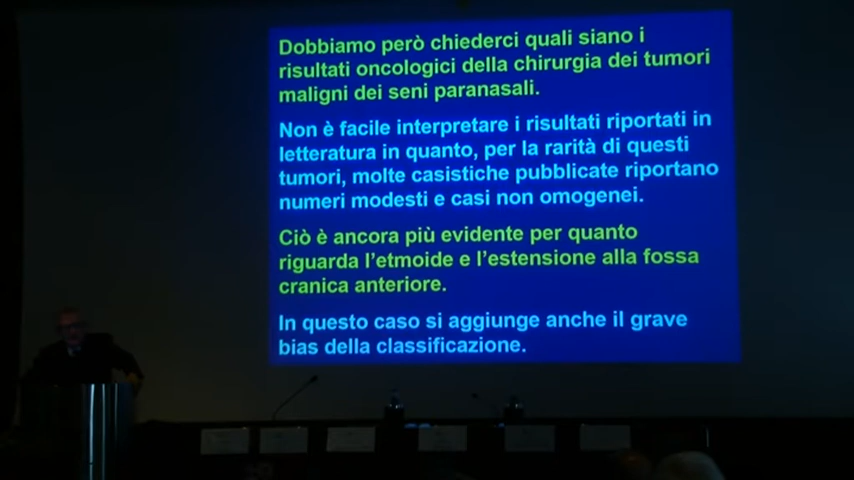 Dobbiamo però chiederci quali siano i
risultati oncologici della chirurgia dei tumori
maligni dei seni paranasali.
Non è facile interpretare i risultati riportati in
letteratura in quanto, per la rarità di questi
tumori, molte casistiche pubblicate riportano
numeri modesti e casi non omogenei.
Ciò è ancora più evidente per quanto
riguarda l'etmoide e l'estensione alla fossa
cranica anteriore.
In questo caso si aggiunge anche il grave
bias della classificazione.